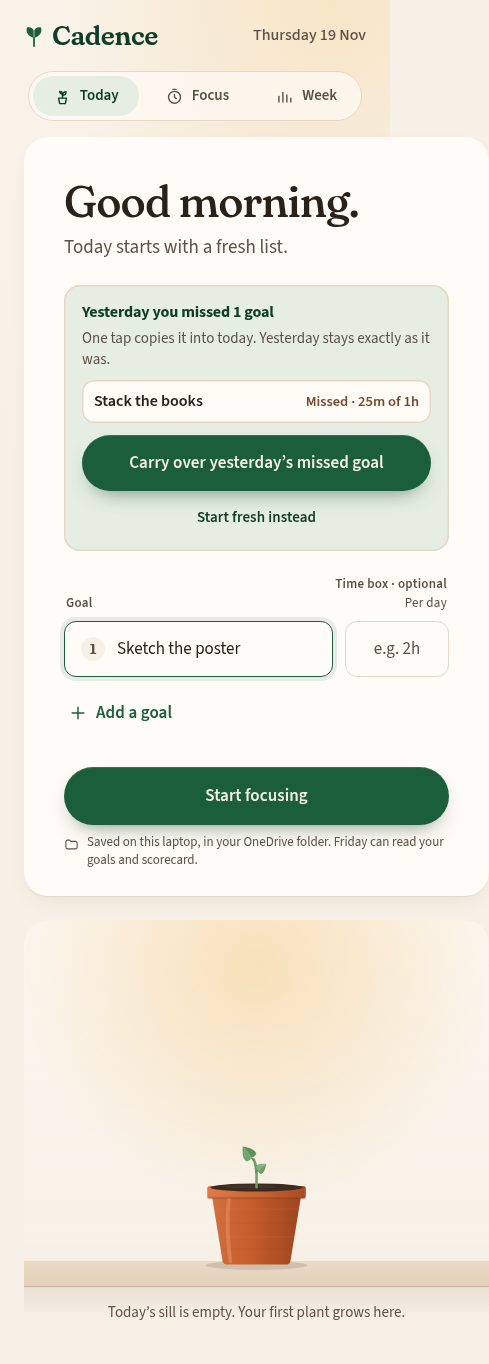 Cadence
Thursday 19 Nov
Today
Focus
Week
Good morning.
Today starts with a fresh list.
Yesterday you missed 1 goal
One tap copies it into today. Yesterday stays exactly as it
was.
Stack the books
Missed · 25m of 1h
Carry over yesterday’s missed goal
Start fresh instead
Time box · optional
Goal
Per day
1
Sketch the poster
e.g. 2h
Add a goal
Start focusing
Saved on this laptop, in your OneDrive folder. Friday can read your
goals and scorecard.
Today’s sill is empty. Your first plant grows here.